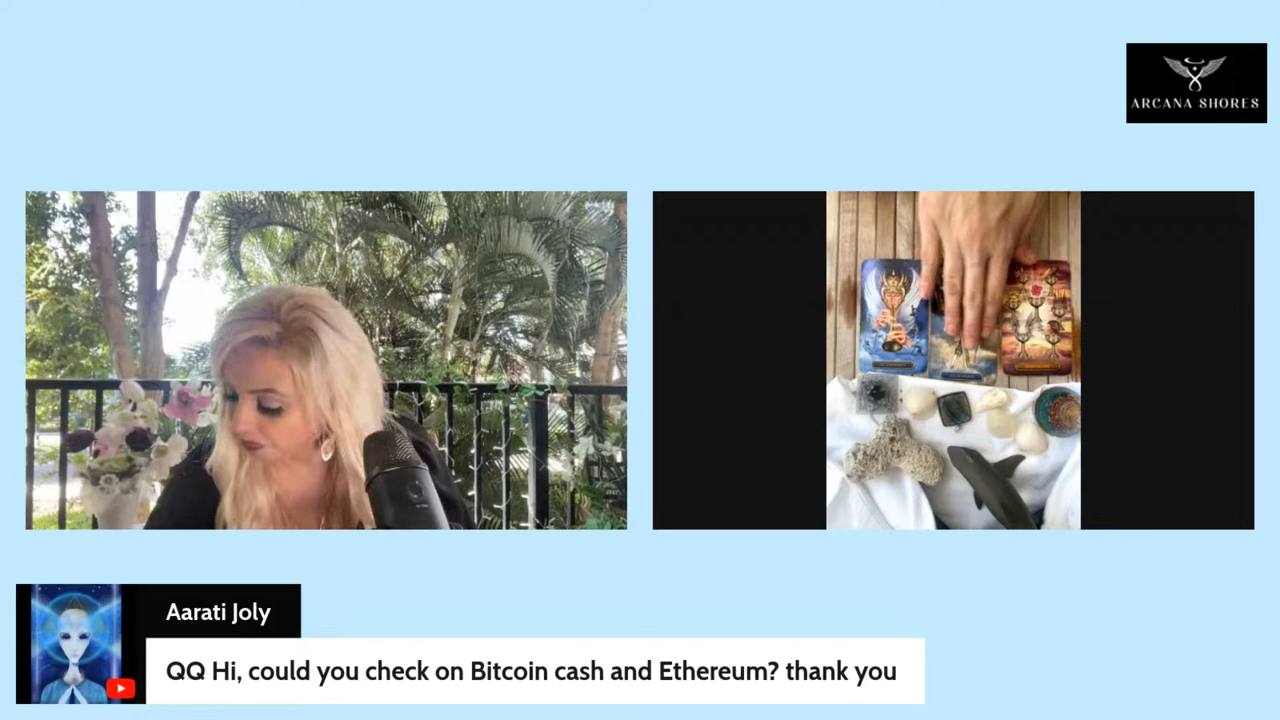 ARCANA SHORES
Aarati Joly
QQ Hi, could you check on Bitcoin cash and Ethereum? thank you